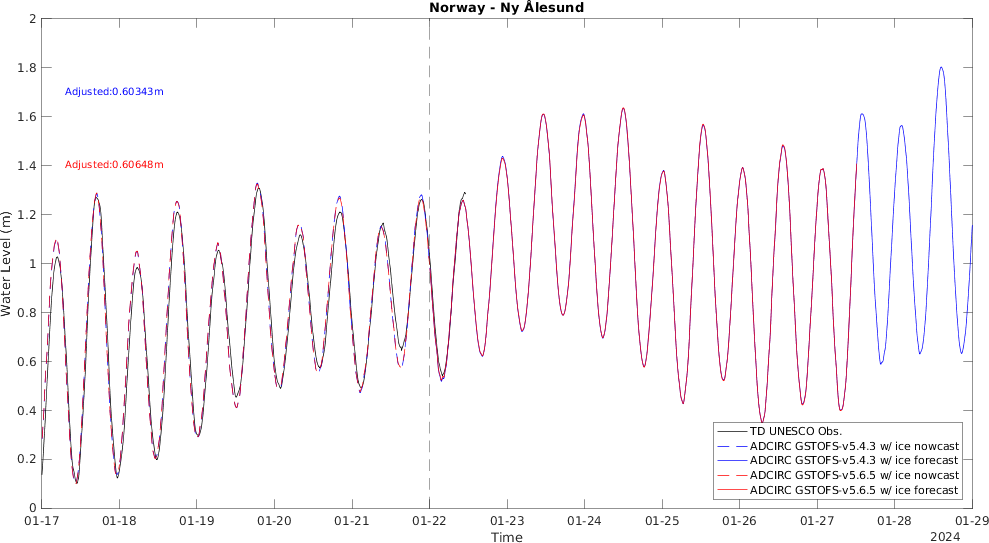 Norway - Ny Ålesund
Water Level (m)
2
1.8
1.6
1.4
1.2
1
0.8
0.6
0.4
0.2
0
Adjusted:0.60343m
Adjusted:0.60648m
TD UNESCO Obs.
ADCIRC GSTOFS-v5.4.3 w/ ice nowcast
ADCIRC GSTOFS-v5.4.3 w/ ice forecast
ADCIRC GSTOFS-v5.6.5 w/ ice nowcast
ADCIRC GSTOFS-v5.6.5 w/ ice forecast
01-17 01-18 01-19 01-20 01-21 01-22 01-23 01-24 01-25 01-26 01-27 01-28 01-29
Time
2024